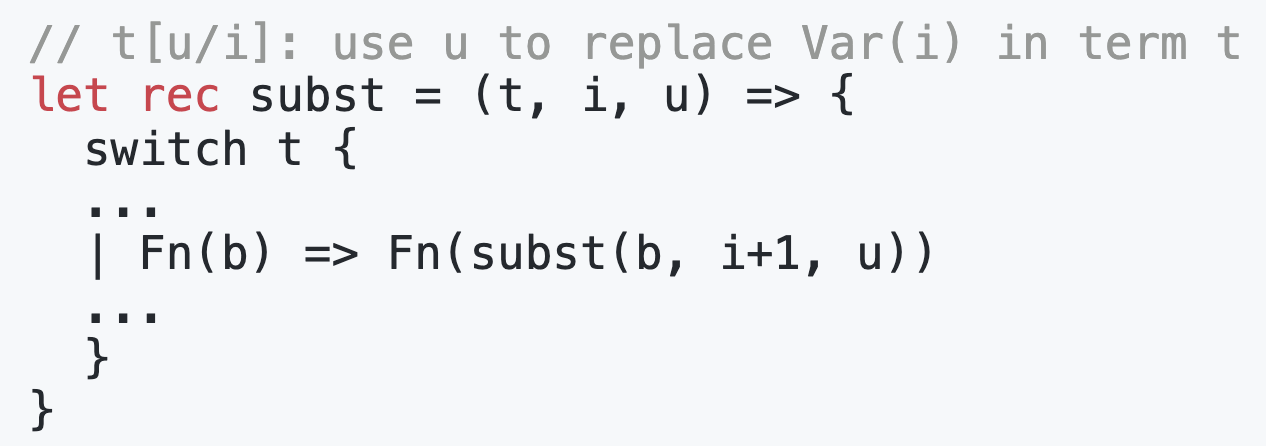 // t[u/i]: use u to replace Var(i) in term t
let rec subst = (t, i, u) => {
  switch t {
  ...
  | Fn(b) => Fn(subst(b, i+1, u))
  ...
  }
}